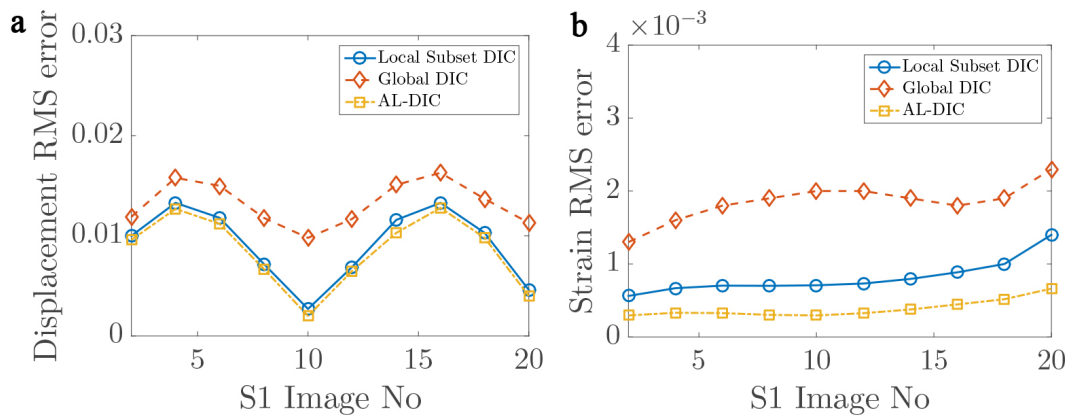 a
Displacement RMS error
0.03
0.02
0.01
0
5
10
15
20
S1 Image No
Local Subset DIC
Global DIC
AL-DIC
b
Strain RMS error
×10⁻³
4
3
2
1
0
5
10
15
20
S1 Image No
Local Subset DIC
Global DIC
AL-DIC